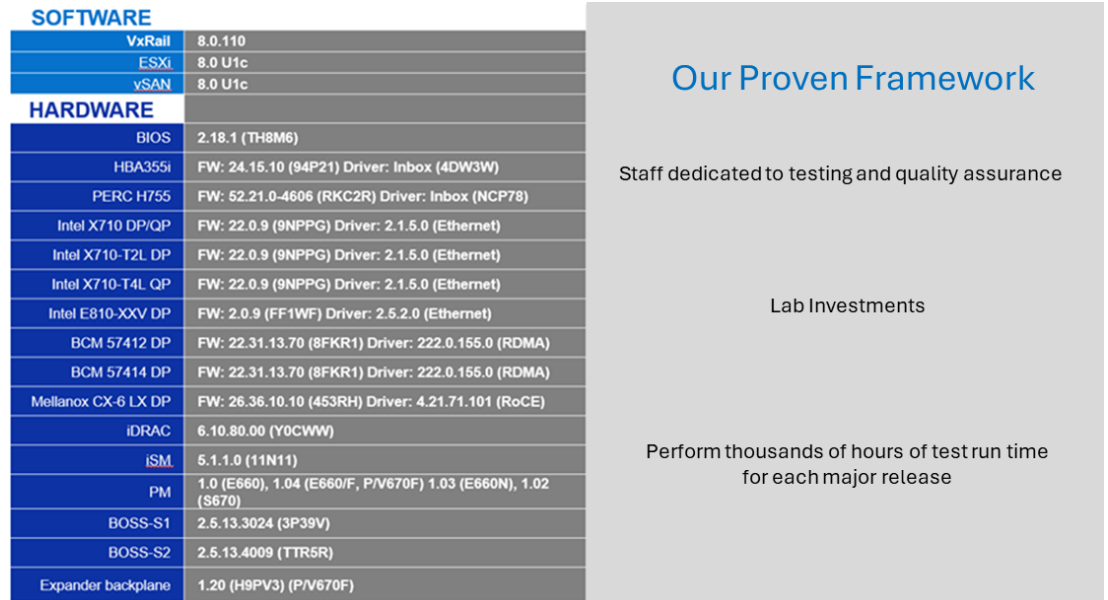 SOFTWARE
VxRail 8.0.110
ESXi 8.0 U1c
vSAN 8.0 U1c
HARDWARE
BIOS 2.18.1 (TH8M6)
HBA355i FW: 24.15.10 (94P21) Driver: Inbox (4DW3W)
PERC H755 FW: 52.21.0-4606 (RKC2R) Driver: Inbox (NCP78)
Intel X710 DP/QP FW: 22.0.9 (9NPPG) Driver: 2.1.5.0 (Ethernet)
Intel X710-T2L DP FW: 22.0.9 (9NPPG) Driver: 2.1.5.0 (Ethernet)
Intel X710-T4L QP FW: 22.0.9 (9NPPG) Driver: 2.1.5.0 (Ethernet)
Intel E810-XXV DP FW: 2.0.9 (FF1WF) Driver: 2.5.2.0 (Ethernet)
BCM 57412 DP FW: 22.31.13.70 (8FKR1) Driver: 222.0.155.0 (RDMA)
BCM 57414 DP FW: 22.31.13.70 (8FKR1) Driver: 222.0.155.0 (RDMA)
Mellanox CX-6 LX DP FW: 26.36.10.10 (453RH) Driver: 4.21.71.101 (RoCE)
iDRAC 6.10.80.00 (Y0CWW)
iSM 5.1.1.0 (11N11)
PM 1.0 (E660), 1.04 (E660/F, P/V670F) 1.03 (E660N), 1.02
(S670)
BOSS-S1 2.5.13.3024 (3P39V)
BOSS-S2 2.5.13.4009 (TTR5R)
Expander backplane 1.20 (H9PV3) (P/V670F)
Our Proven Framework
Staff dedicated to testing and quality assurance
Lab Investments
Perform thousands of hours of test run time
for each major release